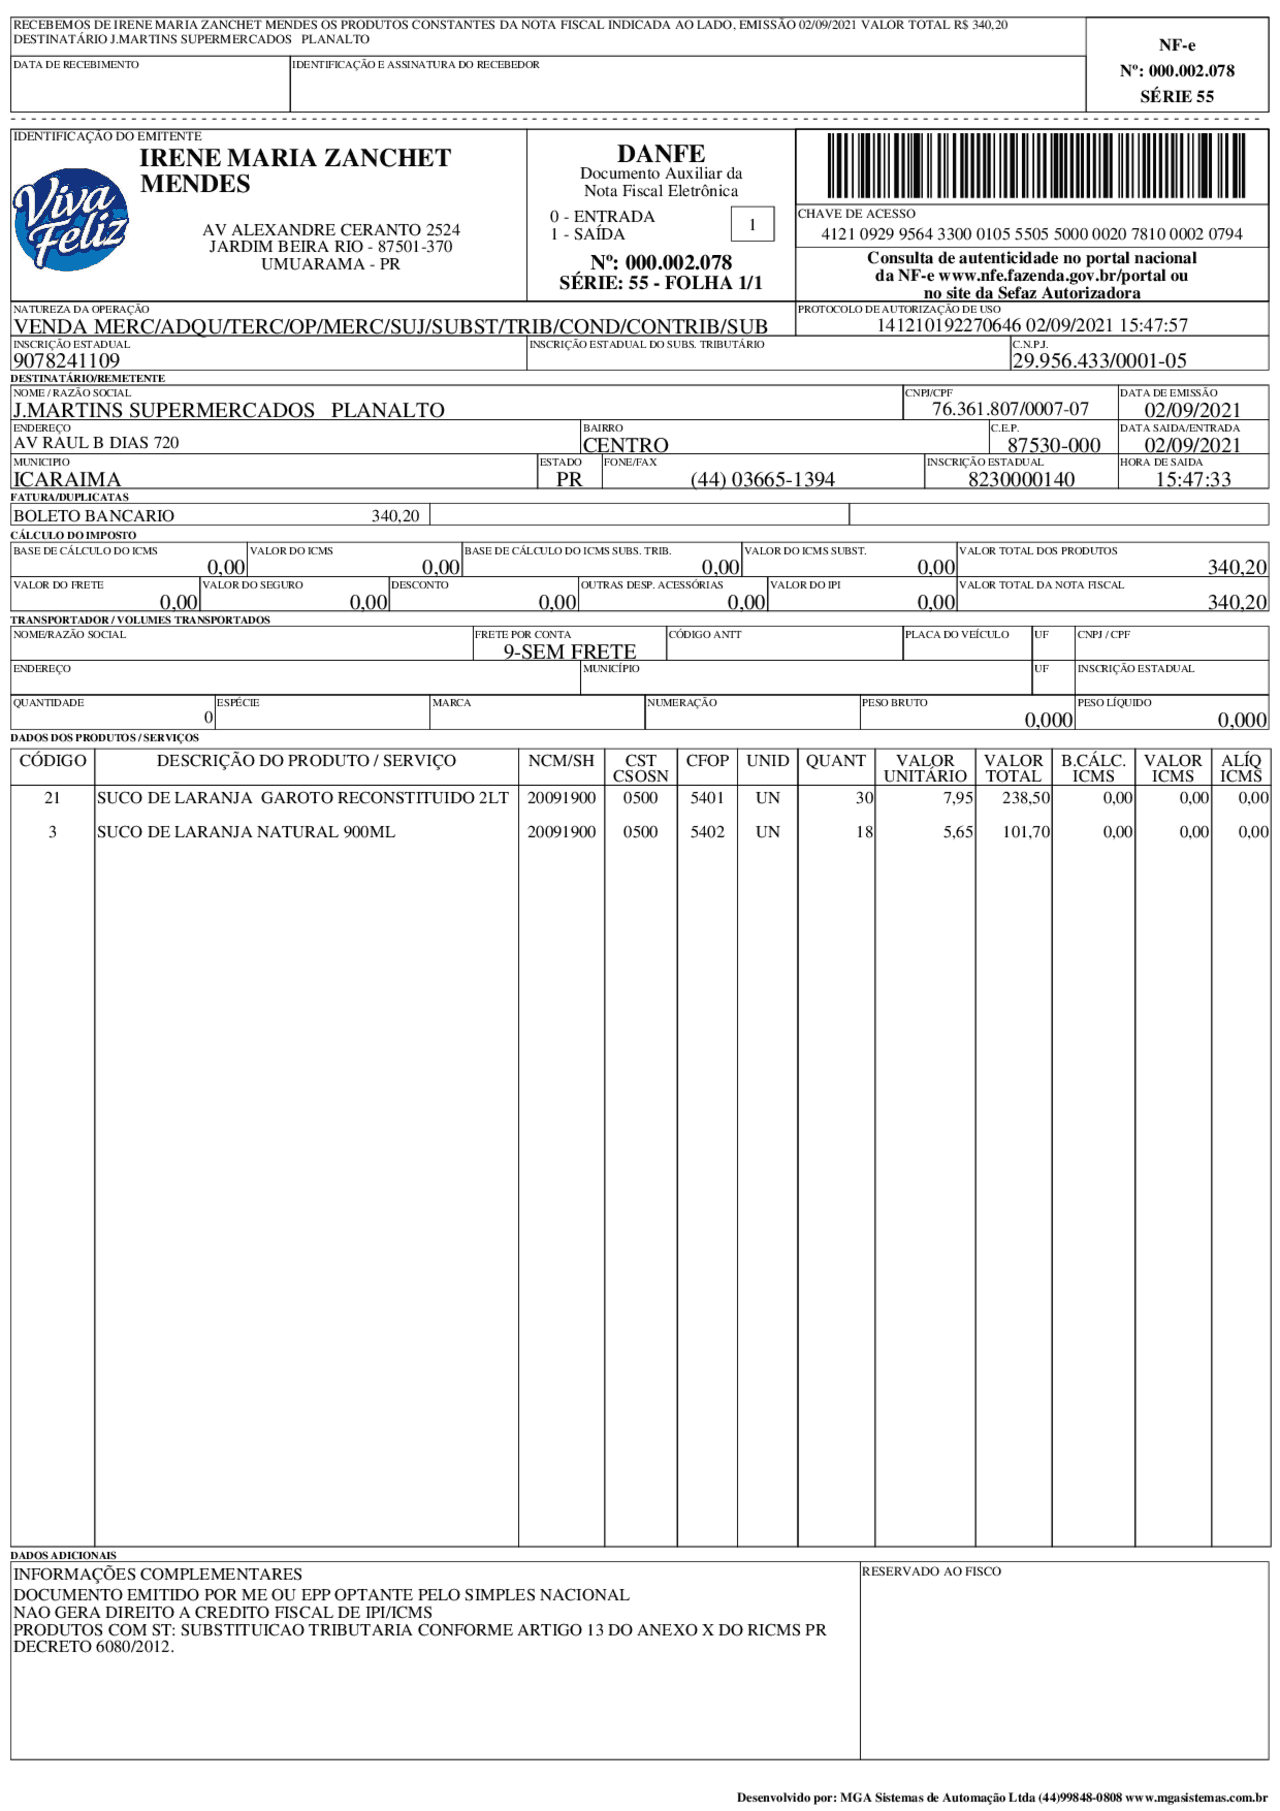 RECEBEMOS DE IRENE MARIA ZANCHET MENDES OS PRODUTOS CONSTANTES DA NOTA FISCAL INDICADA AO LADO, EMISSÃO 02/09/2021 VALOR TOTAL R$ 340,20
DESTINATÁRIO J.MARTINS SUPERMERCADOS PLANALTO
DATA DE RECEBIMENTO
IDENTIFICAÇÃO E ASSINATURA DO RECEBEDOR
NF-e
Nº: 000.002.078
SÉRIE 55
IDENTIFICAÇÃO DO EMITENTE
Viva Feliz
IRENE MARIA ZANCHET
MENDES
AV ALEXANDRE CERANTO 2524
JARDIM BEIRA RIO - 87501-370
UMUARAMA - PR
DANFE
Documento Auxiliar da
Nota Fiscal Eletrônica
0 - ENTRADA
1 - SAÍDA
1
Nº: 000.002.078
SÉRIE: 55 - FOLHA 1/1
CHAVE DE ACESSO
4121 0929 9564 3300 0105 5505 5000 0020 7810 0002 0794
Consulta de autenticidade no portal nacional
da NF-e www.nfe.fazenda.gov.br/portal ou
no site da Sefaz Autorizadora
NATUREZA DA OPERAÇÃO
VENDA MERC/ADQU/TERC/OP/MERC/SUJ/SUBST/TRIB/COND/CONTRIB/SUB
PROTOCOLO DE AUTORIZAÇÃO DE USO
141210192270646 02/09/2021 15:47:57
INSCRIÇÃO ESTADUAL
9078241109
INSCRIÇÃO ESTADUAL DO SUBS. TRIBUTÁRIO
C.N.P.J.
29.956.433/0001-05
DESTINATÁRIO/REMETENTE
NOME / RAZÃO SOCIAL
J.MARTINS SUPERMERCADOS PLANALTO
CNPJ/CPF
76.361.807/0007-07
DATA DE EMISSÃO
02/09/2021
ENDEREÇO
AV RAUL B DIAS 720
BAIRRO
CENTRO
C.E.P.
87530-000
DATA SAIDA/ENTRADA
02/09/2021
MUNICIPIO
ICARAIMA
ESTADO
PR
FONE/FAX
(44) 03665-1394
INSCRIÇÃO ESTADUAL
8230000140
HORA DE SAIDA
15:47:33
FATURA/DUPLICATAS
BOLETO BANCARIO 340,20
CÁLCULO DO IMPOSTO
BASE DE CÁLCULO DO ICMS
0,00
VALOR DO ICMS
0,00
BASE DE CÁLCULO DO ICMS SUBS. TRIB.
0,00
VALOR DO ICMS SUBST.
0,00
VALOR TOTAL DOS PRODUTOS
340,20
VALOR DO FRETE
0,00
VALOR DO SEGURO
0,00
DESCONTO
0,00
OUTRAS DESP. ACESSÓRIAS
0,00
VALOR DO IPI
0,00
VALOR TOTAL DA NOTA FISCAL
340,20
TRANSPORTADOR / VOLUMES TRANSPORTADOS
NOME/RAZÃO SOCIAL
FRETE POR CONTA
9-SEM FRETE
CÓDIGO ANTT
PLACA DO VEÍCULO
UF
CNPJ / CPF
ENDEREÇO
MUNICÍPIO
UF
INSCRIÇÃO ESTADUAL
QUANTIDADE
0
ESPÉCIE
MARCA
NUMERAÇÃO
PESO BRUTO
0,000
PESO LÍQUIDO
0,000
DADOS DOS PRODUTOS / SERVIÇOS
CÓDIGO DESCRIÇÃO DO PRODUTO / SERVIÇO NCM/SH CST CSOSN CFOP UNID QUANT VALOR UNITÁRIO VALOR TOTAL B.CÁLC. ICMS VALOR ICMS ALÍQ ICMS
21 SUCO DE LARANJA GAROTO RECONSTITUIDO 2LT 20091900 0500 5401 UN 30 7,95 238,50 0,00 0,00 0,00
3 SUCO DE LARANJA NATURAL 900ML 20091900 0500 5402 UN 18 5,65 101,70 0,00 0,00 0,00
DADOS ADICIONAIS
INFORMAÇÕES COMPLEMENTARES
DOCUMENTO EMITIDO POR ME OU EPP OPTANTE PELO SIMPLES NACIONAL
NAO GERA DIREITO A CREDITO FISCAL DE IPI/ICMS
PRODUTOS COM ST: SUBSTITUICAO TRIBUTARIA CONFORME ARTIGO 13 DO ANEXO X DO RICMS PR
DECRETO 6080/2012.
RESERVADO AO FISCO
Desenvolvido por: MGA Sistemas de Automação Ltda (44)99848-0808 www.mgasistemas.com.br